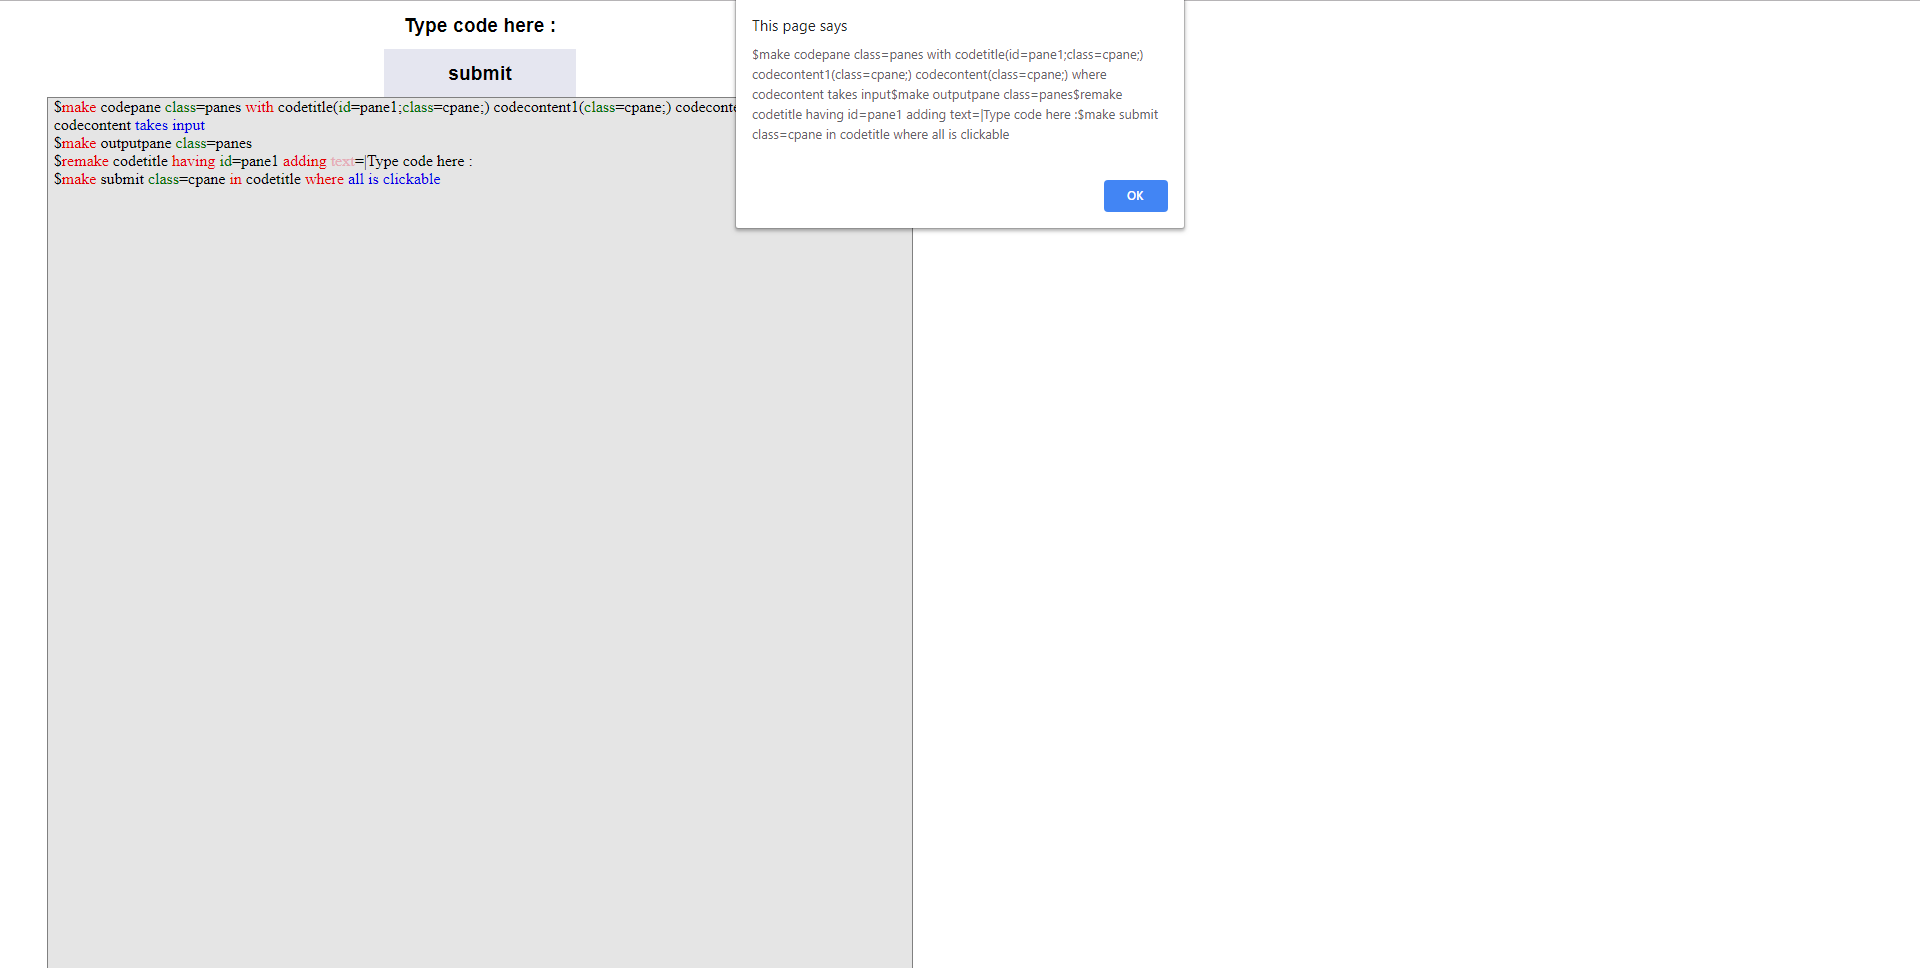 Type code here :
submit
$make codepane class=panes with codetitle(id=pane1;class=cpane;) codecontent1(class=cpane;)
codecontent takes input
$make outputpane class=panes
$remake codetitle having id=pane1 adding text=|Type code here :
$make submit class=cpane in codetitle where all is clickable
This page says
$make codepane class=panes with codetitle(id=pane1;class=cpane;)
codecontent1(class=cpane;) codecontent(class=cpane;) where
codecontent takes input$make outputpane class=panes$remake
codetitle having id=pane1 adding text=|Type code here :$make submit
class=cpane in codetitle where all is clickable
OK